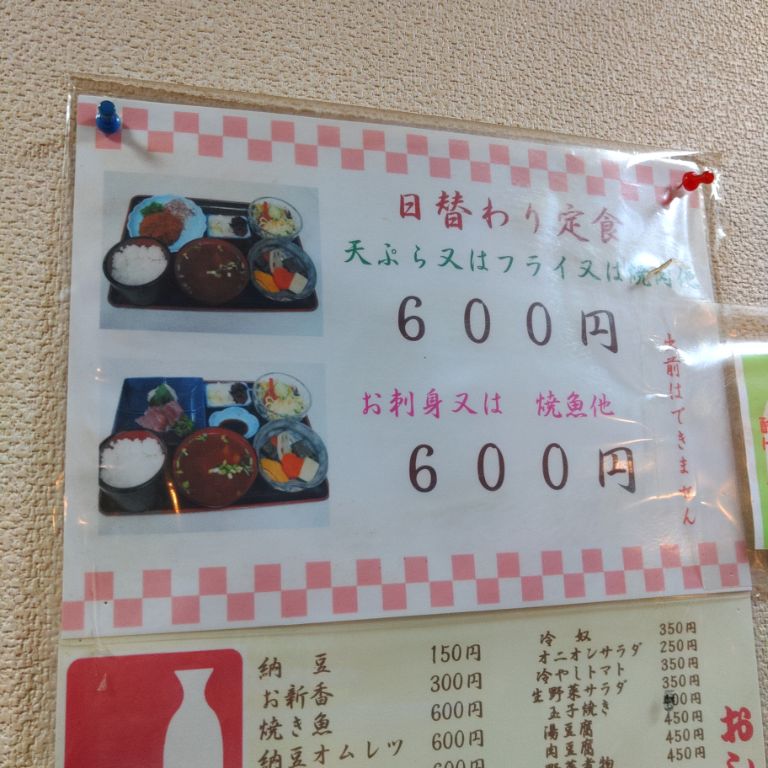 日替わり定食
天ぷら又はフライ又は焼肉他
600円
お刺身又は 焼魚他
600円
出前はできません
納豆 150円
お新香 300円
焼き魚 600円
納豆オムレツ 600円
冷奴 350円
オニオンサラダ 250円
冷やしトマト 350円
生野菜サラダ 350円
玉子焼き
湯豆腐 450円
肉豆腐 450円
野菜煮物 450円